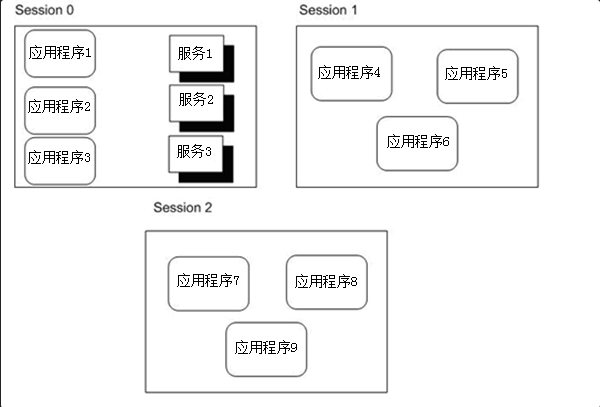 Session 0
应用程序1
服务1
应用程序2
服务2
应用程序3
服务3
Session 1
应用程序4
应用程序5
应用程序6
Session 2
应用程序7
应用程序8
应用程序9